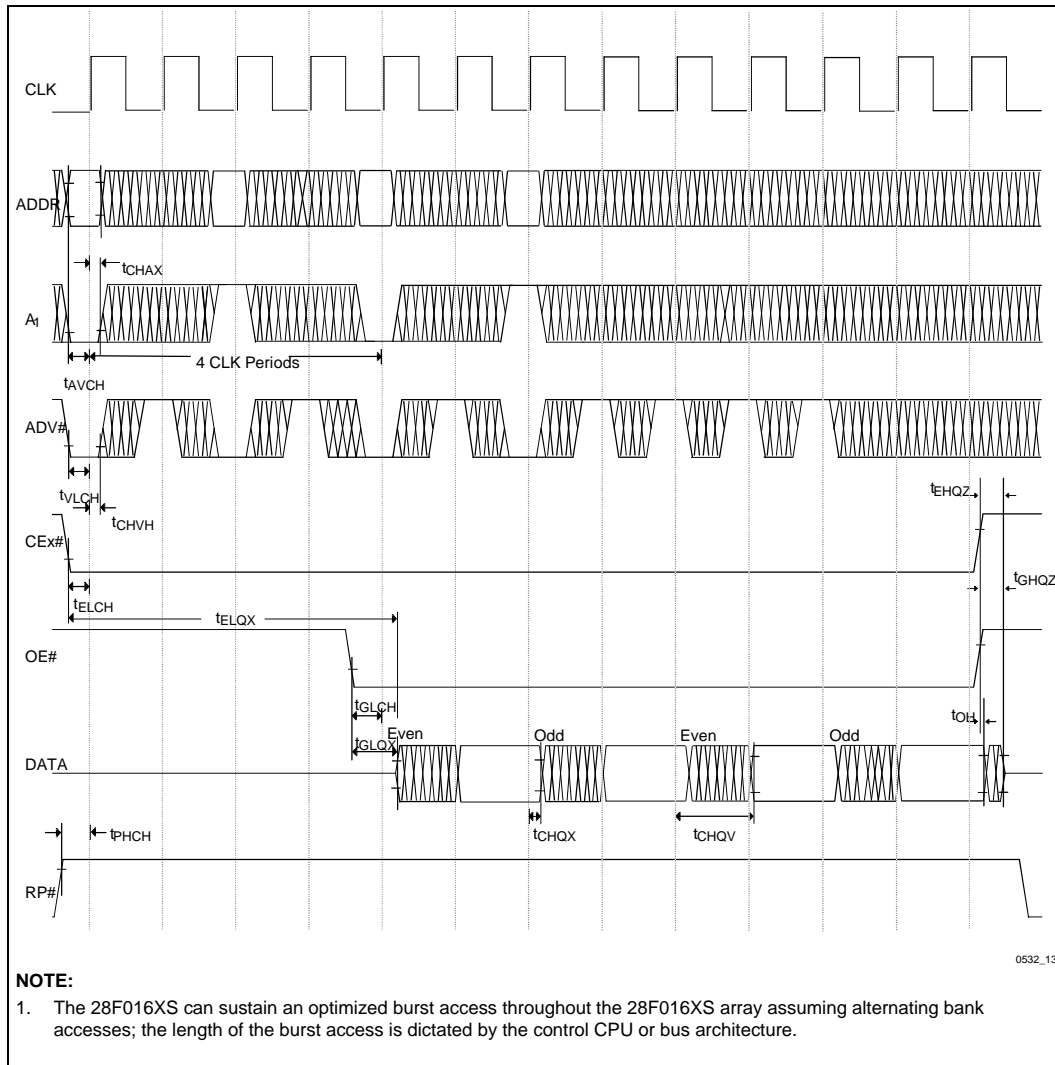 CLK
ADDR
tCHAX
A1
4 CLK Periods
tAVCH
ADV#
tVLCH
tCHVH
tEHQZ
CEx#
tGHQZ
tELCH
tELQX
OE#
tGLCH
tOH
tGLQX
Even Odd Even Odd
DATA
tCHQX tCHQV
tPHCH
RP#
0532_13
NOTE:
1. The 28F016XS can sustain an optimized burst access throughout the 28F016XS array assuming alternating bank
accesses; the length of the burst access is dictated by the control CPU or bus architecture.